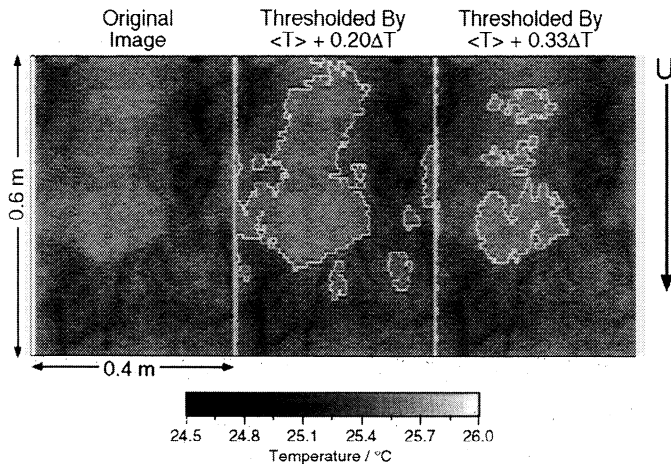 Original
Image
Thresholded By
<T> + 0.20ΔT
Thresholded By
<T> + 0.33ΔT
U
0.6 m
0.4 m
24.5 24.8 25.1 25.4 25.7 26.0
Temperature / °C